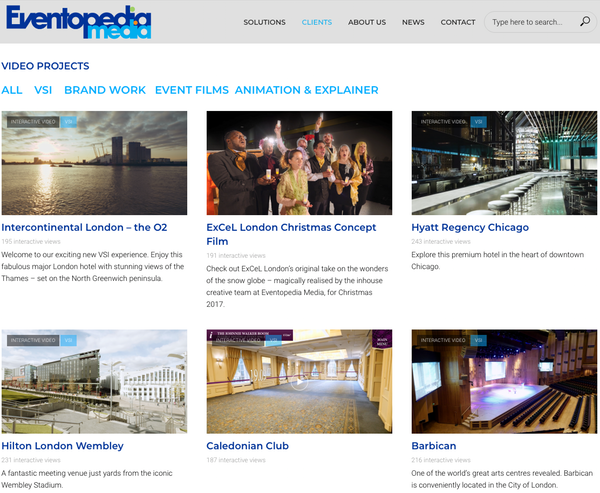 Eventopedia
media
SOLUTIONS CLIENTS ABOUT US NEWS CONTACT Type here to search...
VIDEO PROJECTS
ALL VSI BRAND WORK EVENT FILMS ANIMATION & EXPLAINER
INTERACTIVE VIDEO VSI
Intercontinental London – the O2
195 interactive views
Welcome to our exciting new VSI experience. Enjoy this
fabulous major London hotel with stunning views of the
Thames – set on the North Greenwich peninsula.
ExCeL London Christmas Concept
Film
191 interactive views
Check out ExCeL London's original take on the wonders
of the snow globe – magically realised by the inhouse
creative team at Eventopedia Media, for Christmas
2017.
INTERACTIVE VIDEO VSI
Hyatt Regency Chicago
243 interactive views
Explore this premium hotel in the heart of downtown
Chicago.
INTERACTIVE VIDEO VSI
Hilton London Wembley
231 interactive views
A fantastic meeting venue just yards from the iconic
Wembley Stadium.
THE JOHNNIE WALKER ROOM
MAIN
MENU
INTERACTIVE VIDEO VSI
Caledonian Club
187 interactive views
INTERACTIVE VIDEO VSI
Barbican
216 interactive views
One of the world's great arts centres revealed. Barbican
is conveniently located in the City of London.